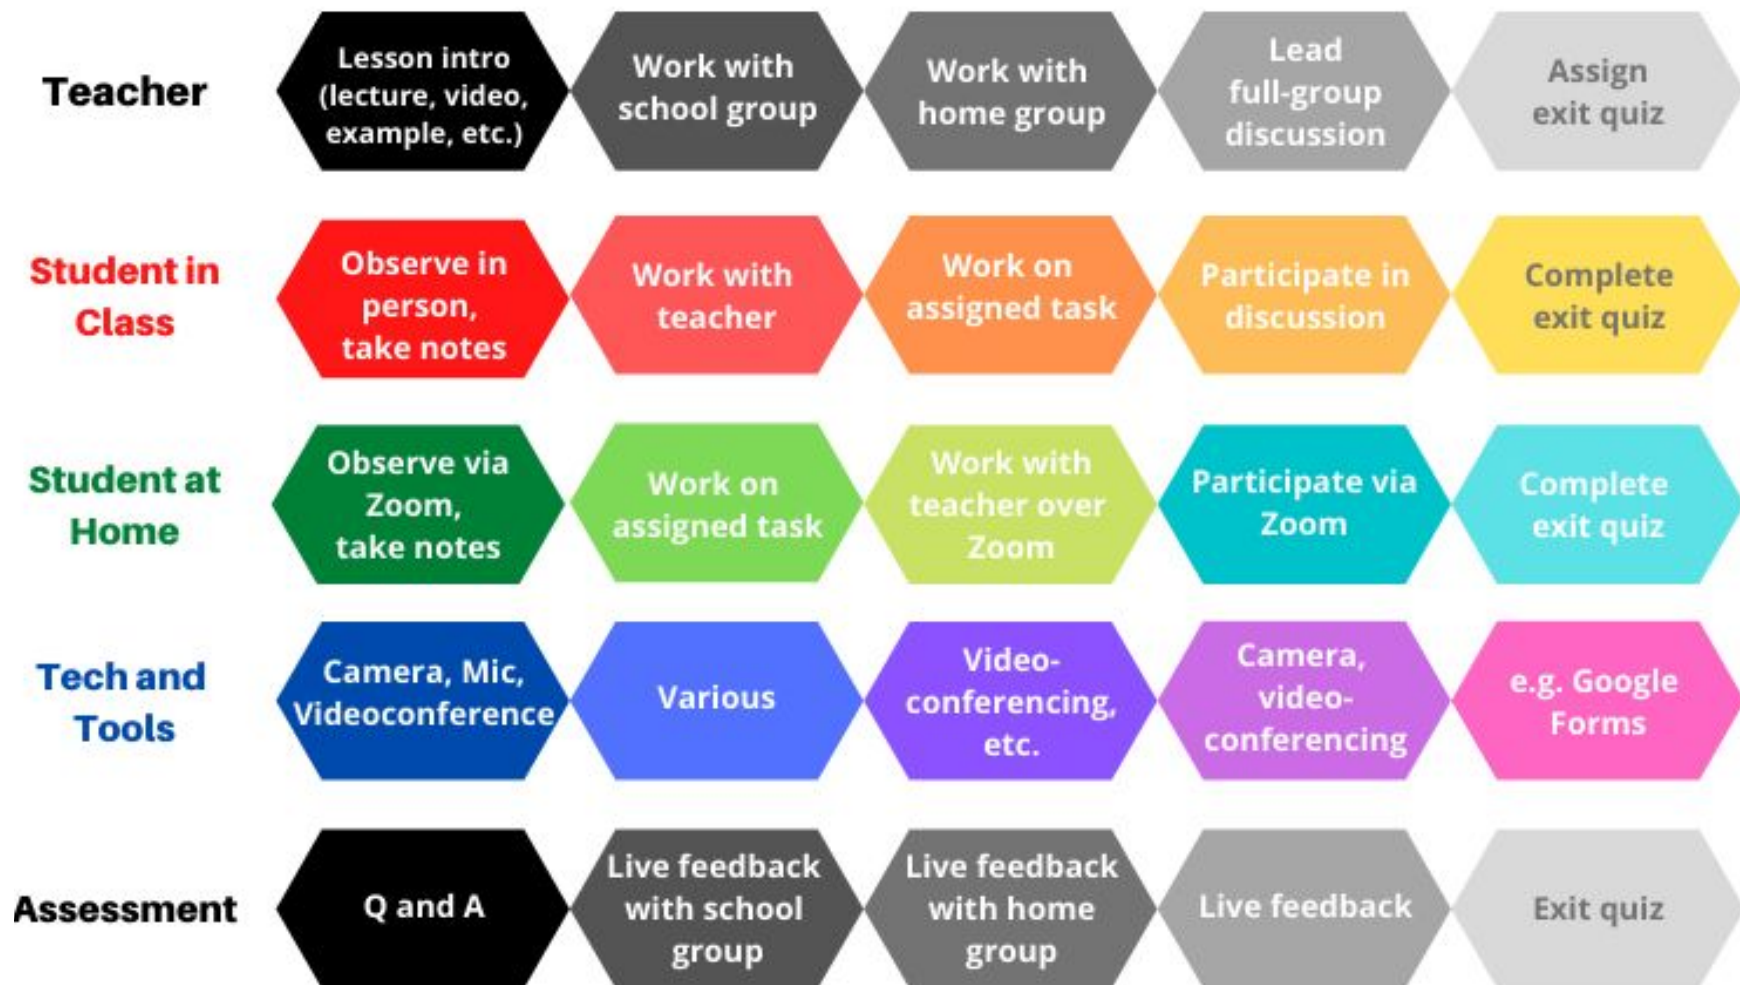 Teacher
Lesson intro
(lecture, video,
example, etc.)
Work with
school group
Work with
home group
Lead
full-group
discussion
Assign
exit quiz
Student in
Class
Observe in
person,
take notes
Work with
teacher
Work on
assigned task
Participate in
discussion
Complete
exit quiz
Student at
Home
Observe via
Zoom,
take notes
Work on
assigned task
Work with
teacher over
Zoom
Participate via
Zoom
Complete
exit quiz
Tech and
Tools
Camera, Mic,
Videoconference
Various
Video-
conferencing,
etc.
Camera,
video-
conferencing
e.g. Google
Forms
Assessment
Q and A
Live feedback
with school
group
Live feedback
with home
group
Live feedback
Exit quiz